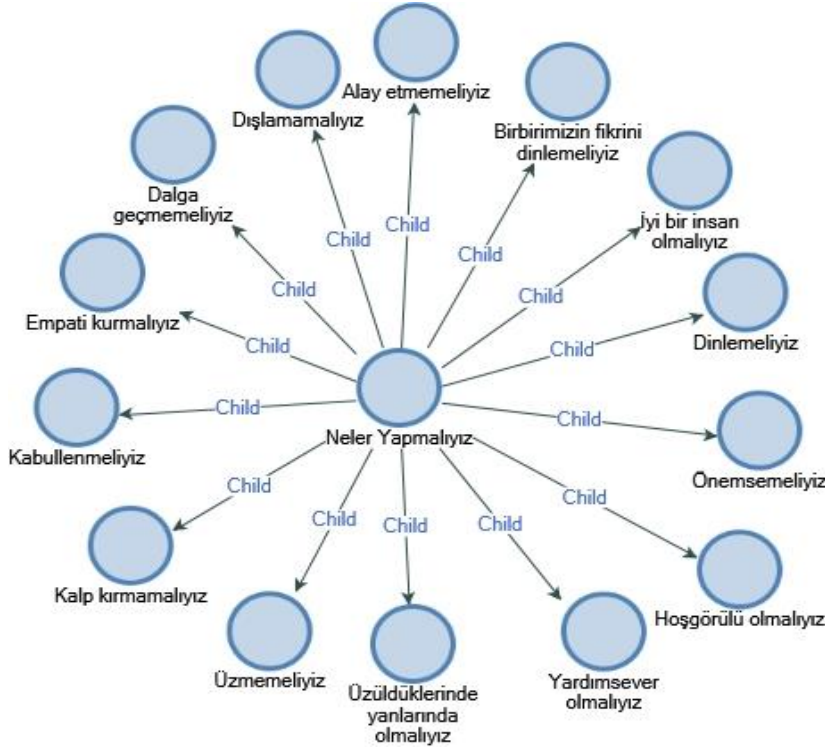 Alay etmemeliyiz
Dışlamamalıyız
Birbirimizin fikrini
dinlemeliyiz
Dalga
geçmemeliyiz
İyi bir insan
olmalıyız
Child
Child
Child
Child
Child
Empati kurmalıyız
Child
Child
Dinlemeliyiz
Child
Child
Kabullenmeliyiz
Neler Yapmalıyız
Önemsemeliyiz
Child
Child
Child
Child
Child
Kalp kırmamalıyız
Hoşgörülü olmalıyız
Üzmemeliyiz
Üzüldüklerinde
yanlarında
olmalıyız
Yardımsever
olmalıyız